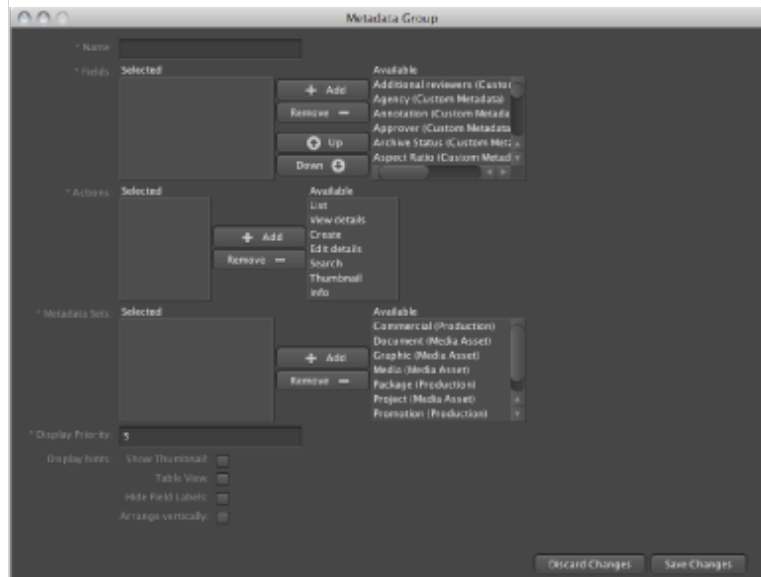 Metadata Group
* Name
* Fields Selected Available
Add
Remove
Up
Down
Additional reviewers (Custor
Agency (Custom Metadata)
Annotation (Custom Metada
Approver (Custom Metadata
Archive Status (Custom Meta
Aspect Ratio (Custom Metad
* Actions Selected Available
Add
Remove
List
View details
Create
Edit details
Search
Thumbnail
Info
* Metadata Sets Selected Available
Add
Remove
Commercial (Production)
Document (Media Asset)
Graphic (Media Asset)
Media (Media Asset)
Package (Production)
Project (Media Asset)
Promotion (Production)
* Display Priority: 5
Display hints: Show Thumbnail:
Table View:
Hide Field Labels:
Arrange vertically:
Discard Changes Save Changes